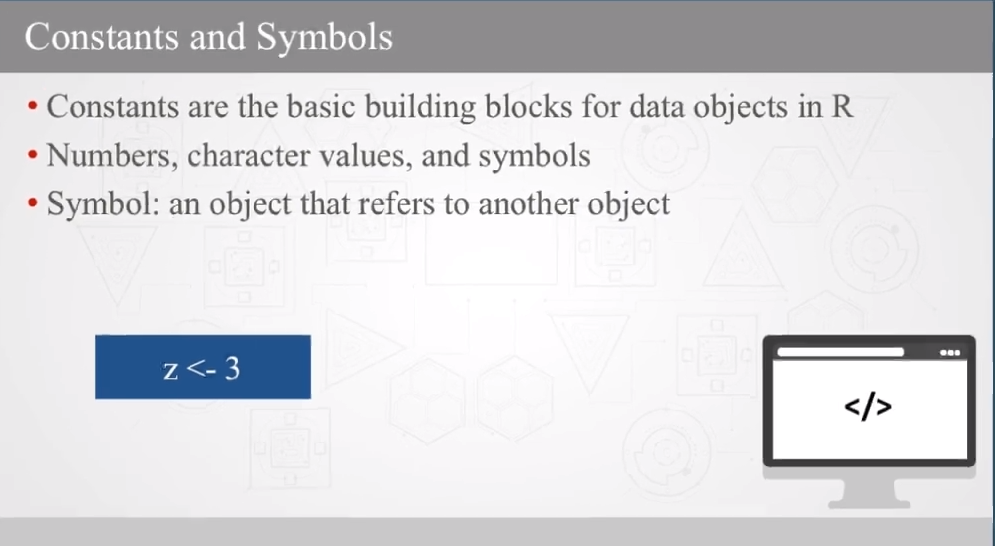 Constants and Symbols
• Constants are the basic building blocks for data objects in R
• Numbers, character values, and symbols
• Symbol: an object that refers to another object
z <- 3
</>